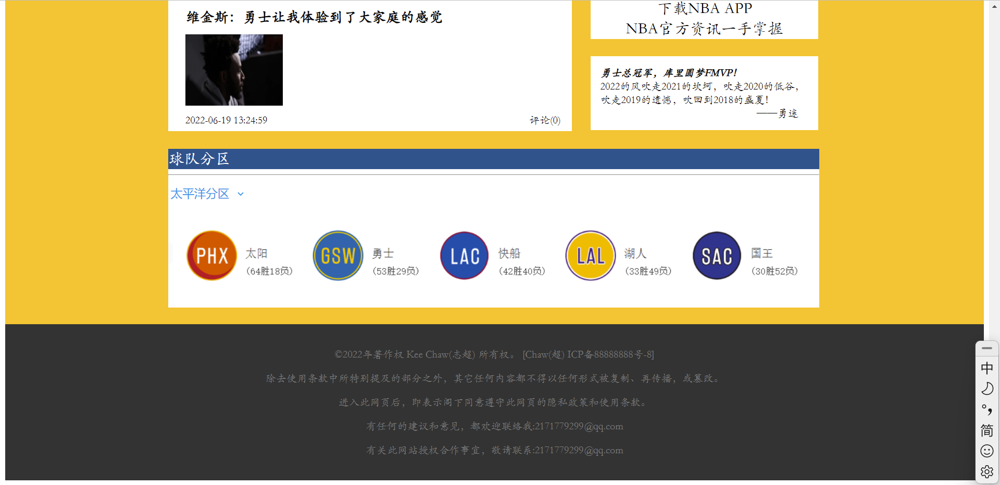 维金斯：勇士让我体验到了大家庭的感觉
2022-06-19 13:24:59
评论(0)
下载NBA APP
NBA官方资讯一手掌握
勇士总冠军，库里圆梦FMVP！
2022的风吹走2021的坎坷，吹走2020的低谷，
吹走2019的遗憾，吹回到2018的盛夏！
——勇迷
球队分区
太平洋分区
PHX
太阳
(64胜18负)
GSW
勇士
(53胜29负)
LAC
快船
(42胜40负)
LAL
湖人
(33胜49负)
SAC
国王
(30胜52负)
©2022年著作权 Kee Chaw(志超) 所有权。 [Chaw(超) ICP备88888888号-8]
除去使用条款中所特别提及的部分之外，其它任何内容都不得以任何形式被复制、再传播，或篡改。
进入此网页后，即表示阁下同意遵守此网页的隐私政策和使用条款。
有任何的建议和意见，都欢迎联络我:2171779299@qq.com
有关此网站授权合作事宜，敬请联系:2171779299@qq.com
中
简